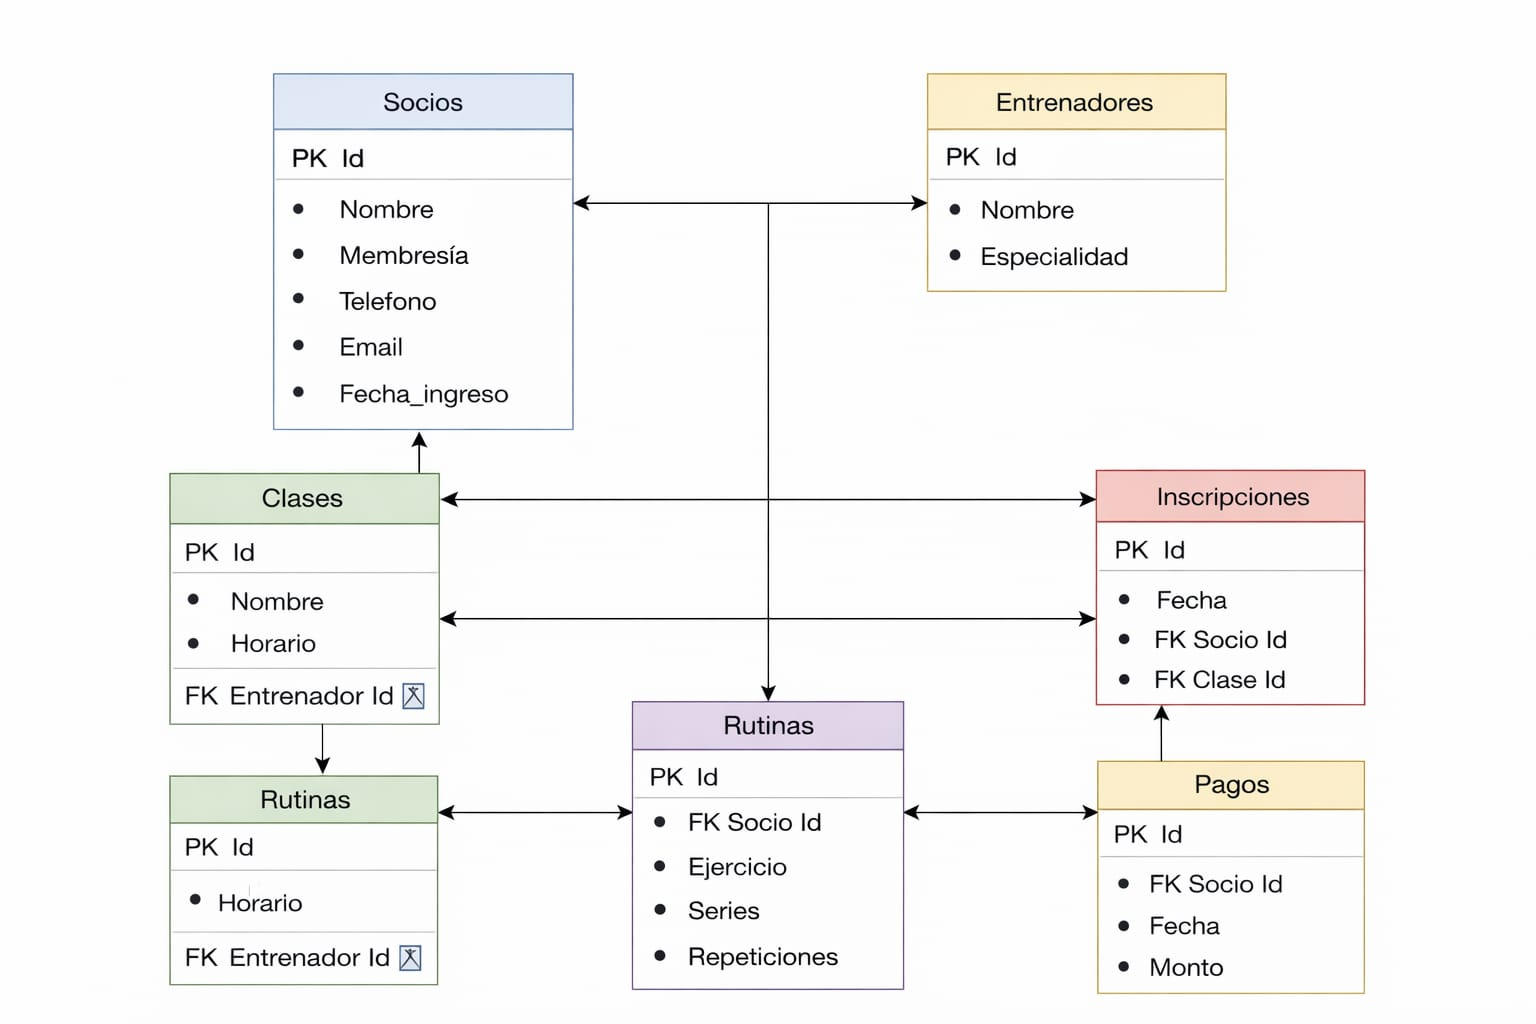 Socios
PK Id
• Nombre
• Membresía
• Telefono
• Email
• Fecha_ingreso
Entrenadores
PK Id
• Nombre
• Especialidad
Clases
PK Id
• Nombre
• Horario
FK Entrenador Id
Inscripciones
PK Id
• Fecha
• FK Socio Id
• FK Clase Id
Rutinas
PK Id
• Horario
FK Entrenador Id
Rutinas
PK Id
• FK Socio Id
• Ejercicio
• Series
• Repeticiones
Pagos
PK Id
• FK Socio Id
• Fecha
• Monto